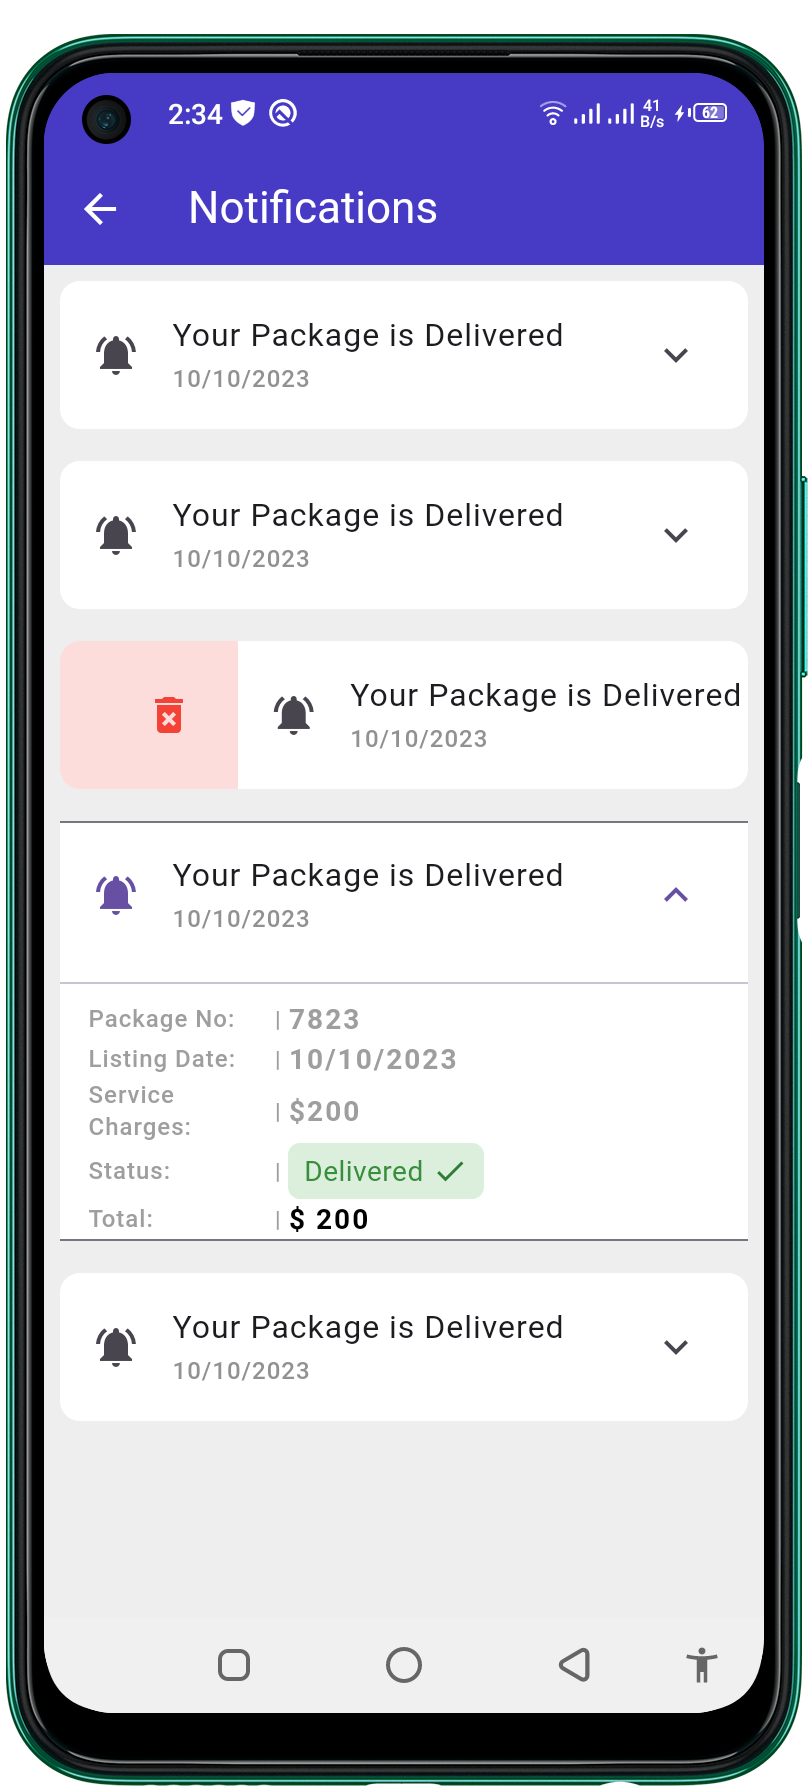 2:34 41 B/s 62
Notifications
Your Package is Delivered
10/10/2023
Your Package is Delivered
10/10/2023
Your Package is Delivered
10/10/2023
Your Package is Delivered
10/10/2023
Package No: | 7823
Listing Date: | 10/10/2023
Service
Charges: | $200
Status: | Delivered
Total: | $ 200
Your Package is Delivered
10/10/2023